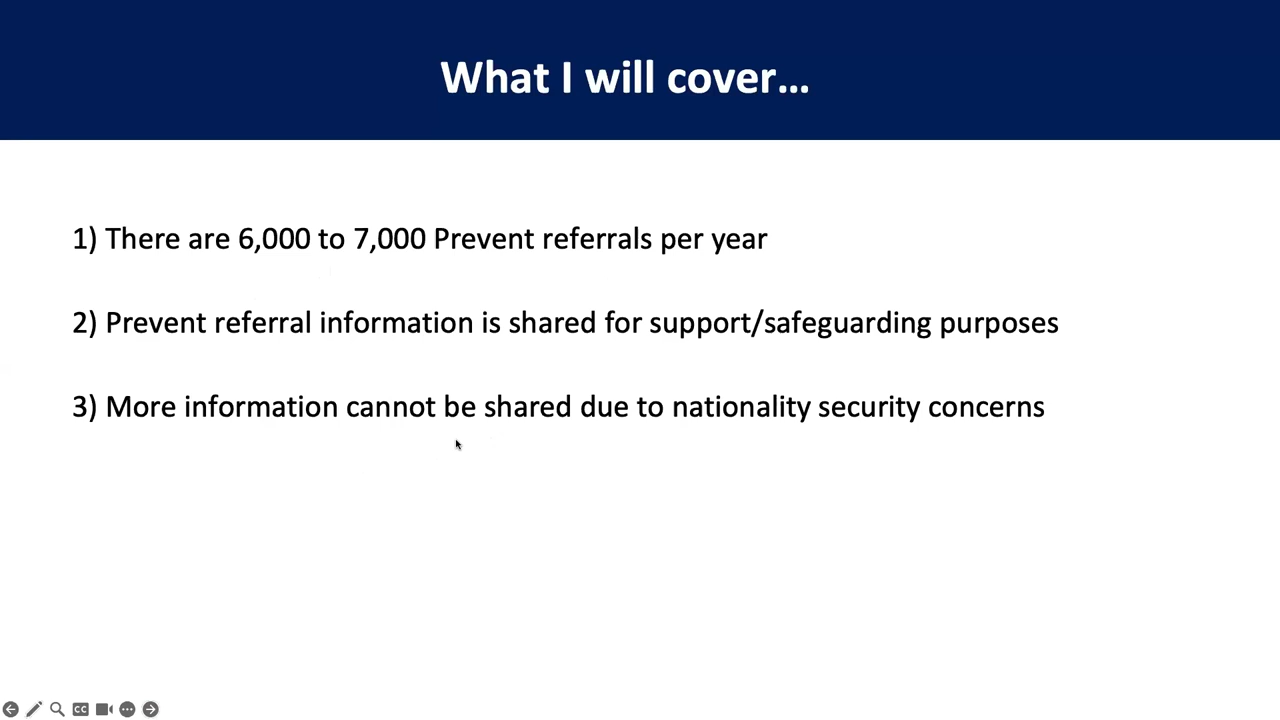 What I will cover...
1) There are 6,000 to 7,000 Prevent referrals per year
2) Prevent referral information is shared for support/safeguarding purposes
3) More information cannot be shared due to nationality security concerns
CC